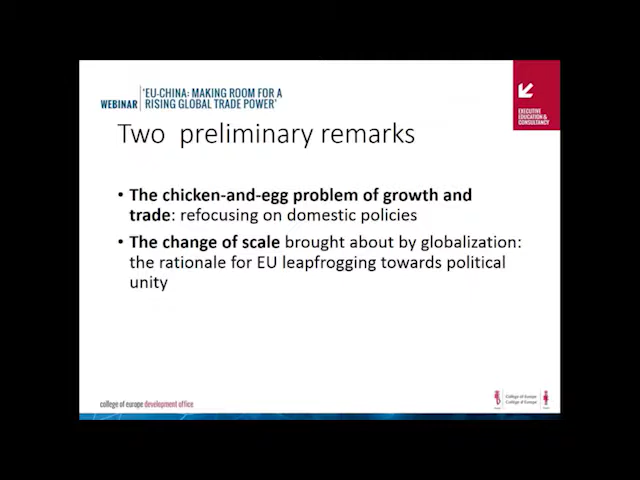 WEBINAR
'EU-CHINA: MAKING ROOM FOR A
RISING GLOBAL TRADE POWER'
EXECUTIVE
EDUCATION &
CONSULTANCY
Two preliminary remarks
• The chicken-and-egg problem of growth and
trade: refocusing on domestic policies
• The change of scale brought about by globalization:
the rationale for EU leapfrogging towards political
unity
college of europe development office
College of Europe
Collège d'Europe